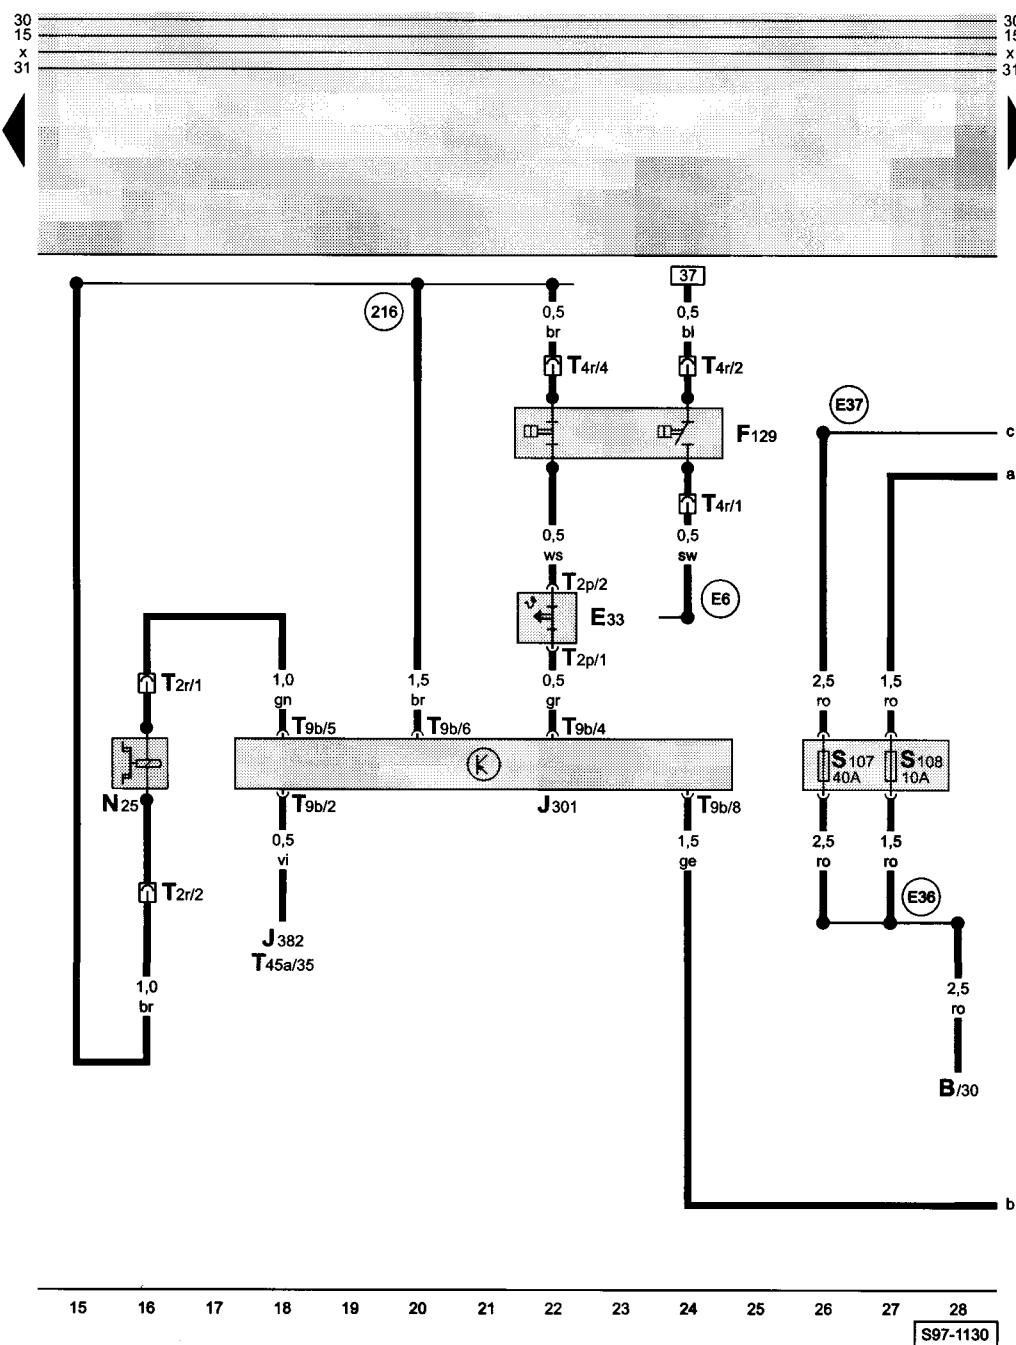 30 30
15 15
x x
31 31
37
216
0,5 0,5
br bl
T4r/4 T4r/2
E37
F129
c
a
T4r/1
0,5 0,5
ws sw
T2p/2
E33
E6
T2p/1
T2r/1
1,0 1,5 0,5 2,5 1,5
gn br gr ro ro
T9b/5 T9b/6 T9b/4
S107 S108
40A 10A
N25
T9b/2 J301 T9b/8
0,5 1,5 2,5 1,5
vi ge ro ro
T2r/2
E36
J382
T45a/35
1,0 2,5
br ro
B/30
b
15 16 17 18 19 20 21 22 23 24 25 26 27 28
S97-1130